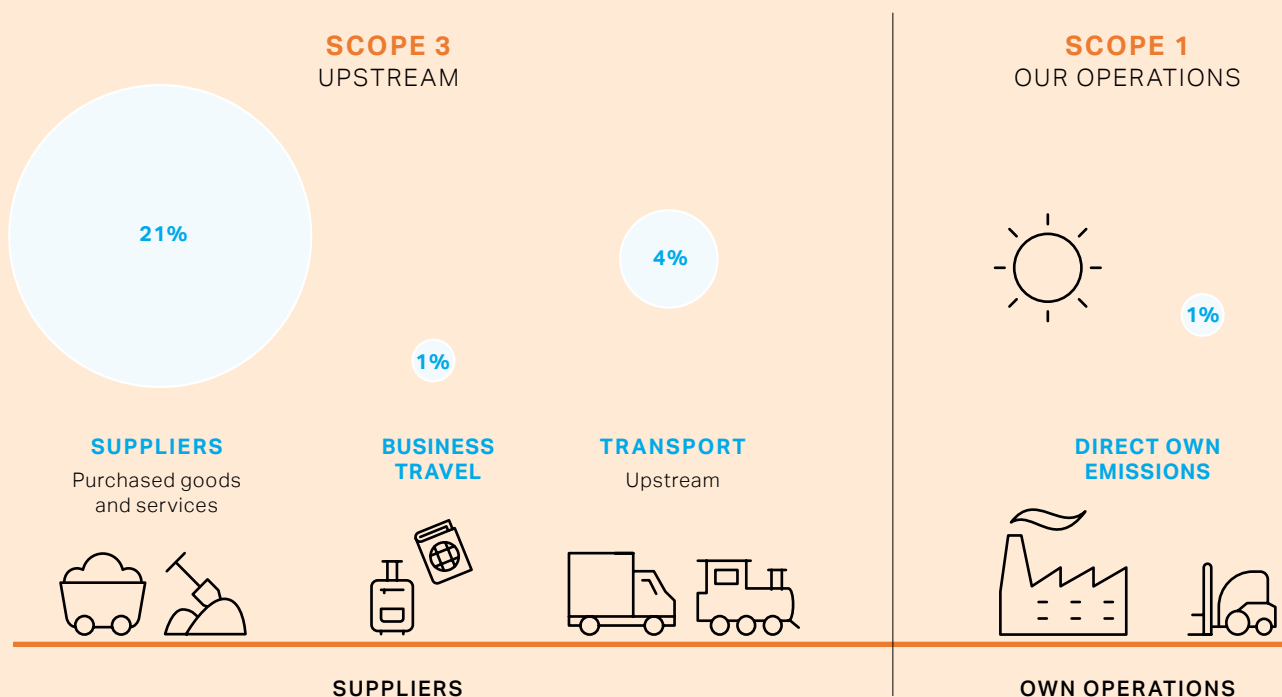 SCOPE 3
UPSTREAM
21%
1%
4%
SUPPLIERS
Purchased goods
and services
BUSINESS
TRAVEL
TRANSPORT
Upstream
SUPPLIERS
SCOPE 1
OUR OPERATIONS
1%
DIRECT OWN
EMISSIONS
OWN OPERATIONS